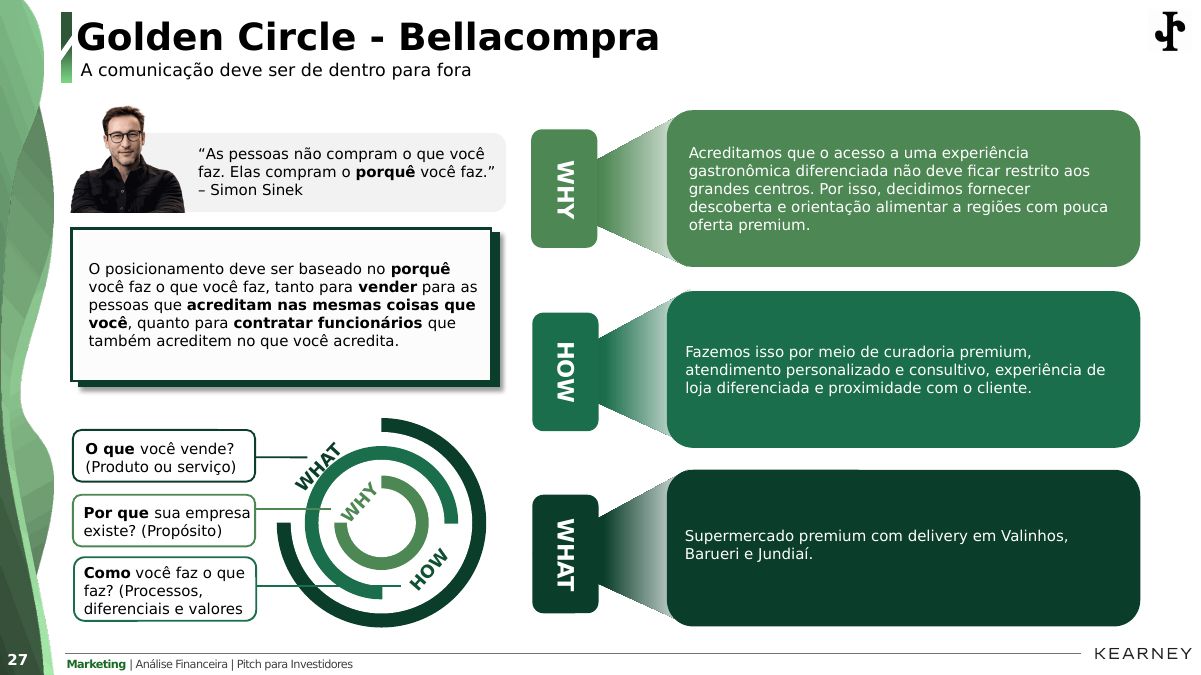 Golden Circle - Bellacompra
A comunicação deve ser de dentro para fora
“As pessoas não compram o que você
faz. Elas compram o porquê você faz.”
– Simon Sinek
O posicionamento deve ser baseado no porquê
você faz o que você faz, tanto para vender para as
pessoas que acreditam nas mesmas coisas que
você, quanto para contratar funcionários que
também acreditem no que você acredita.
O que você vende?
(Produto ou serviço)
Por que sua empresa
existe? (Propósito)
Como você faz o que
faz? (Processos,
diferenciais e valores
WHAT
WHY
HOW
WHY
Acreditamos que o acesso a uma experiência
gastronômica diferenciada não deve ficar restrito aos
grandes centros. Por isso, decidimos fornecer
descoberta e orientação alimentar a regiões com pouca
oferta premium.
HOW
Fazemos isso por meio de curadoria premium,
atendimento personalizado e consultivo, experiência de
loja diferenciada e proximidade com o cliente.
WHAT
Supermercado premium com delivery em Valinhos,
Barueri e Jundiaí.
27
Marketing | Análise Financeira | Pitch para Investidores
KEARNEY